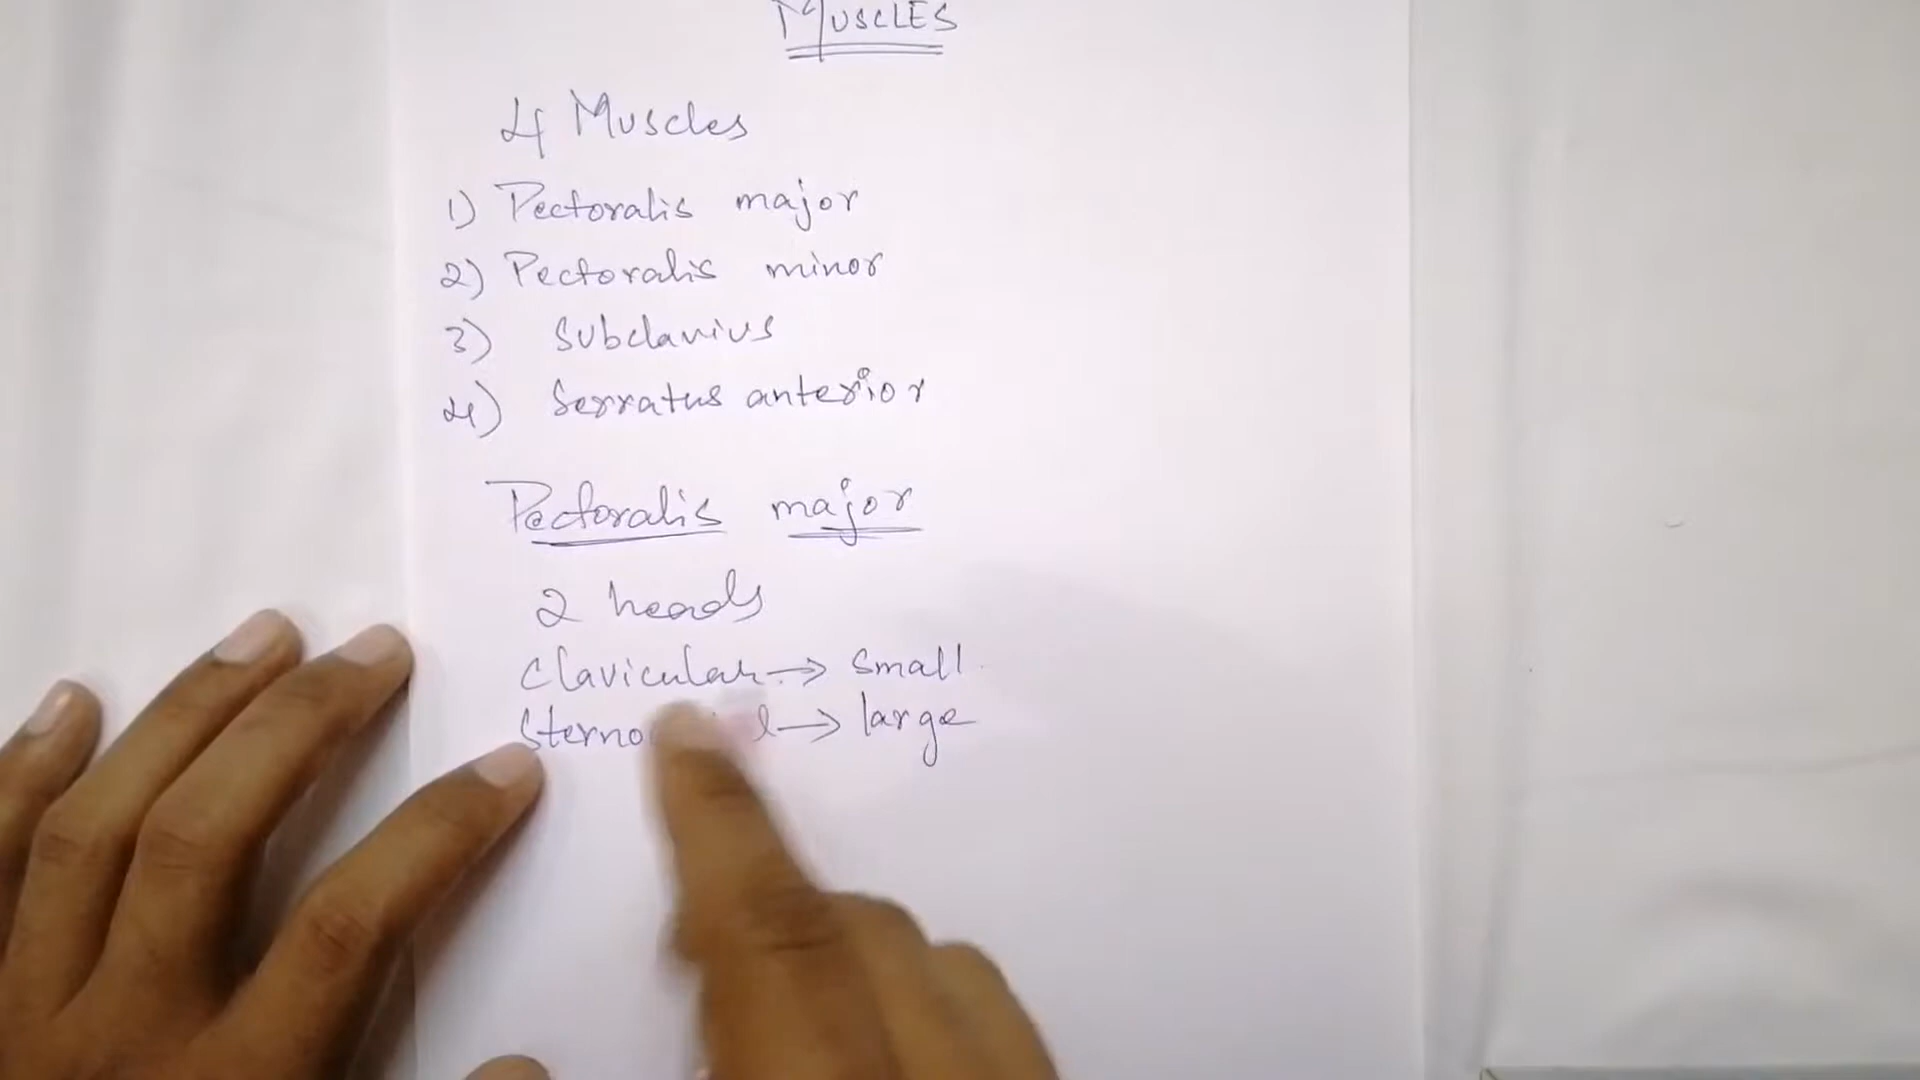 MUSCLES
4 Muscles
1) Pectoralis major
2) Pectoralis minor
3) Subclavius
4) Serratus anterior
Pectoralis major
2 heads
Clavicular → small
→ large